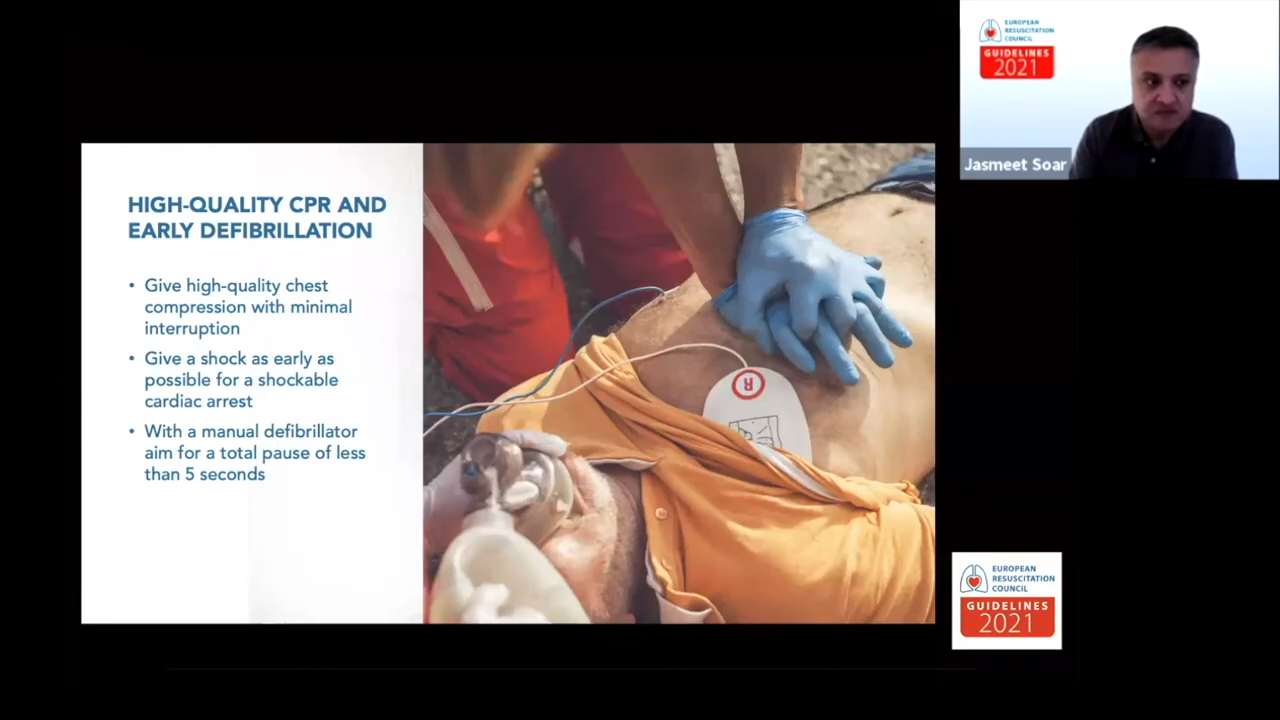 EUROPEAN
RESUSCITATION
COUNCIL
GUIDELINES
2021
Jasmeet Soar
HIGH-QUALITY CPR AND
EARLY DEFIBRILLATION
• Give high-quality chest
compression with minimal
interruption
• Give a shock as early as
possible for a shockable
cardiac arrest
• With a manual defibrillator
aim for a total pause of less
than 5 seconds
R
EUROPEAN
RESUSCITATION
COUNCIL
GUIDELINES
2021